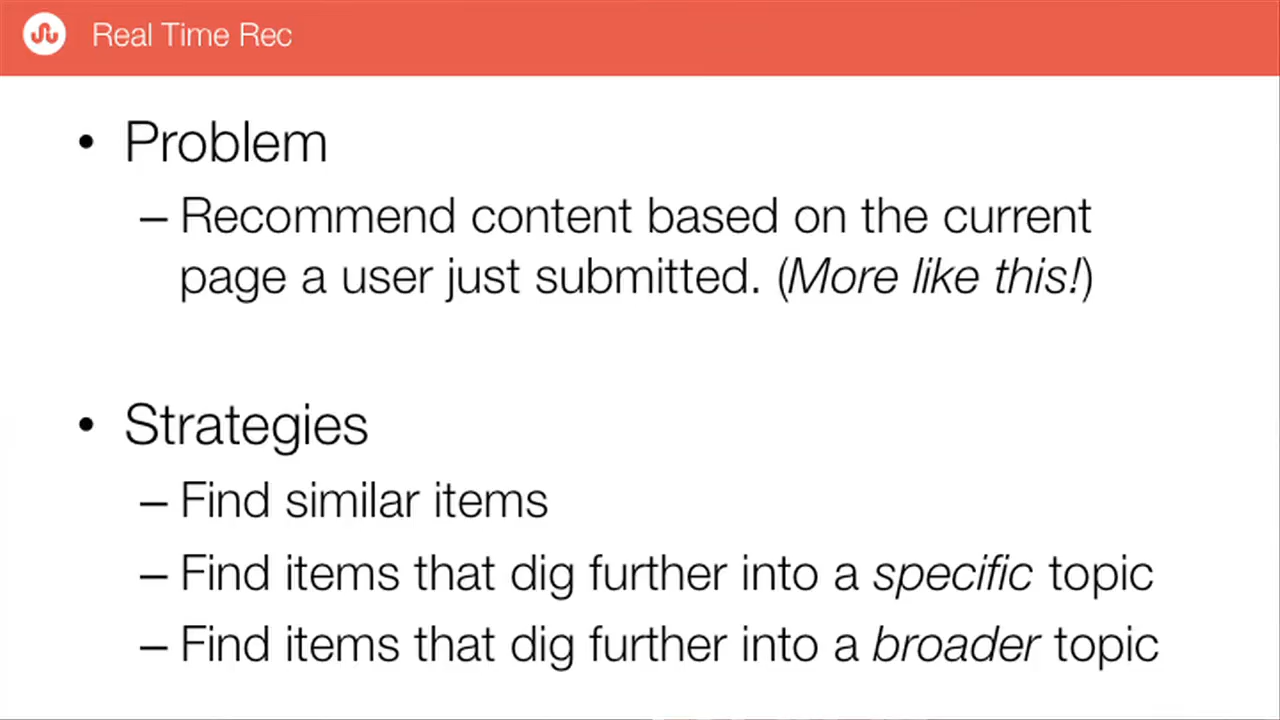 Real Time Rec
• Problem
– Recommend content based on the current
page a user just submitted. (More like this!)
• Strategies
– Find similar items
– Find items that dig further into a specific topic
– Find items that dig further into a broader topic